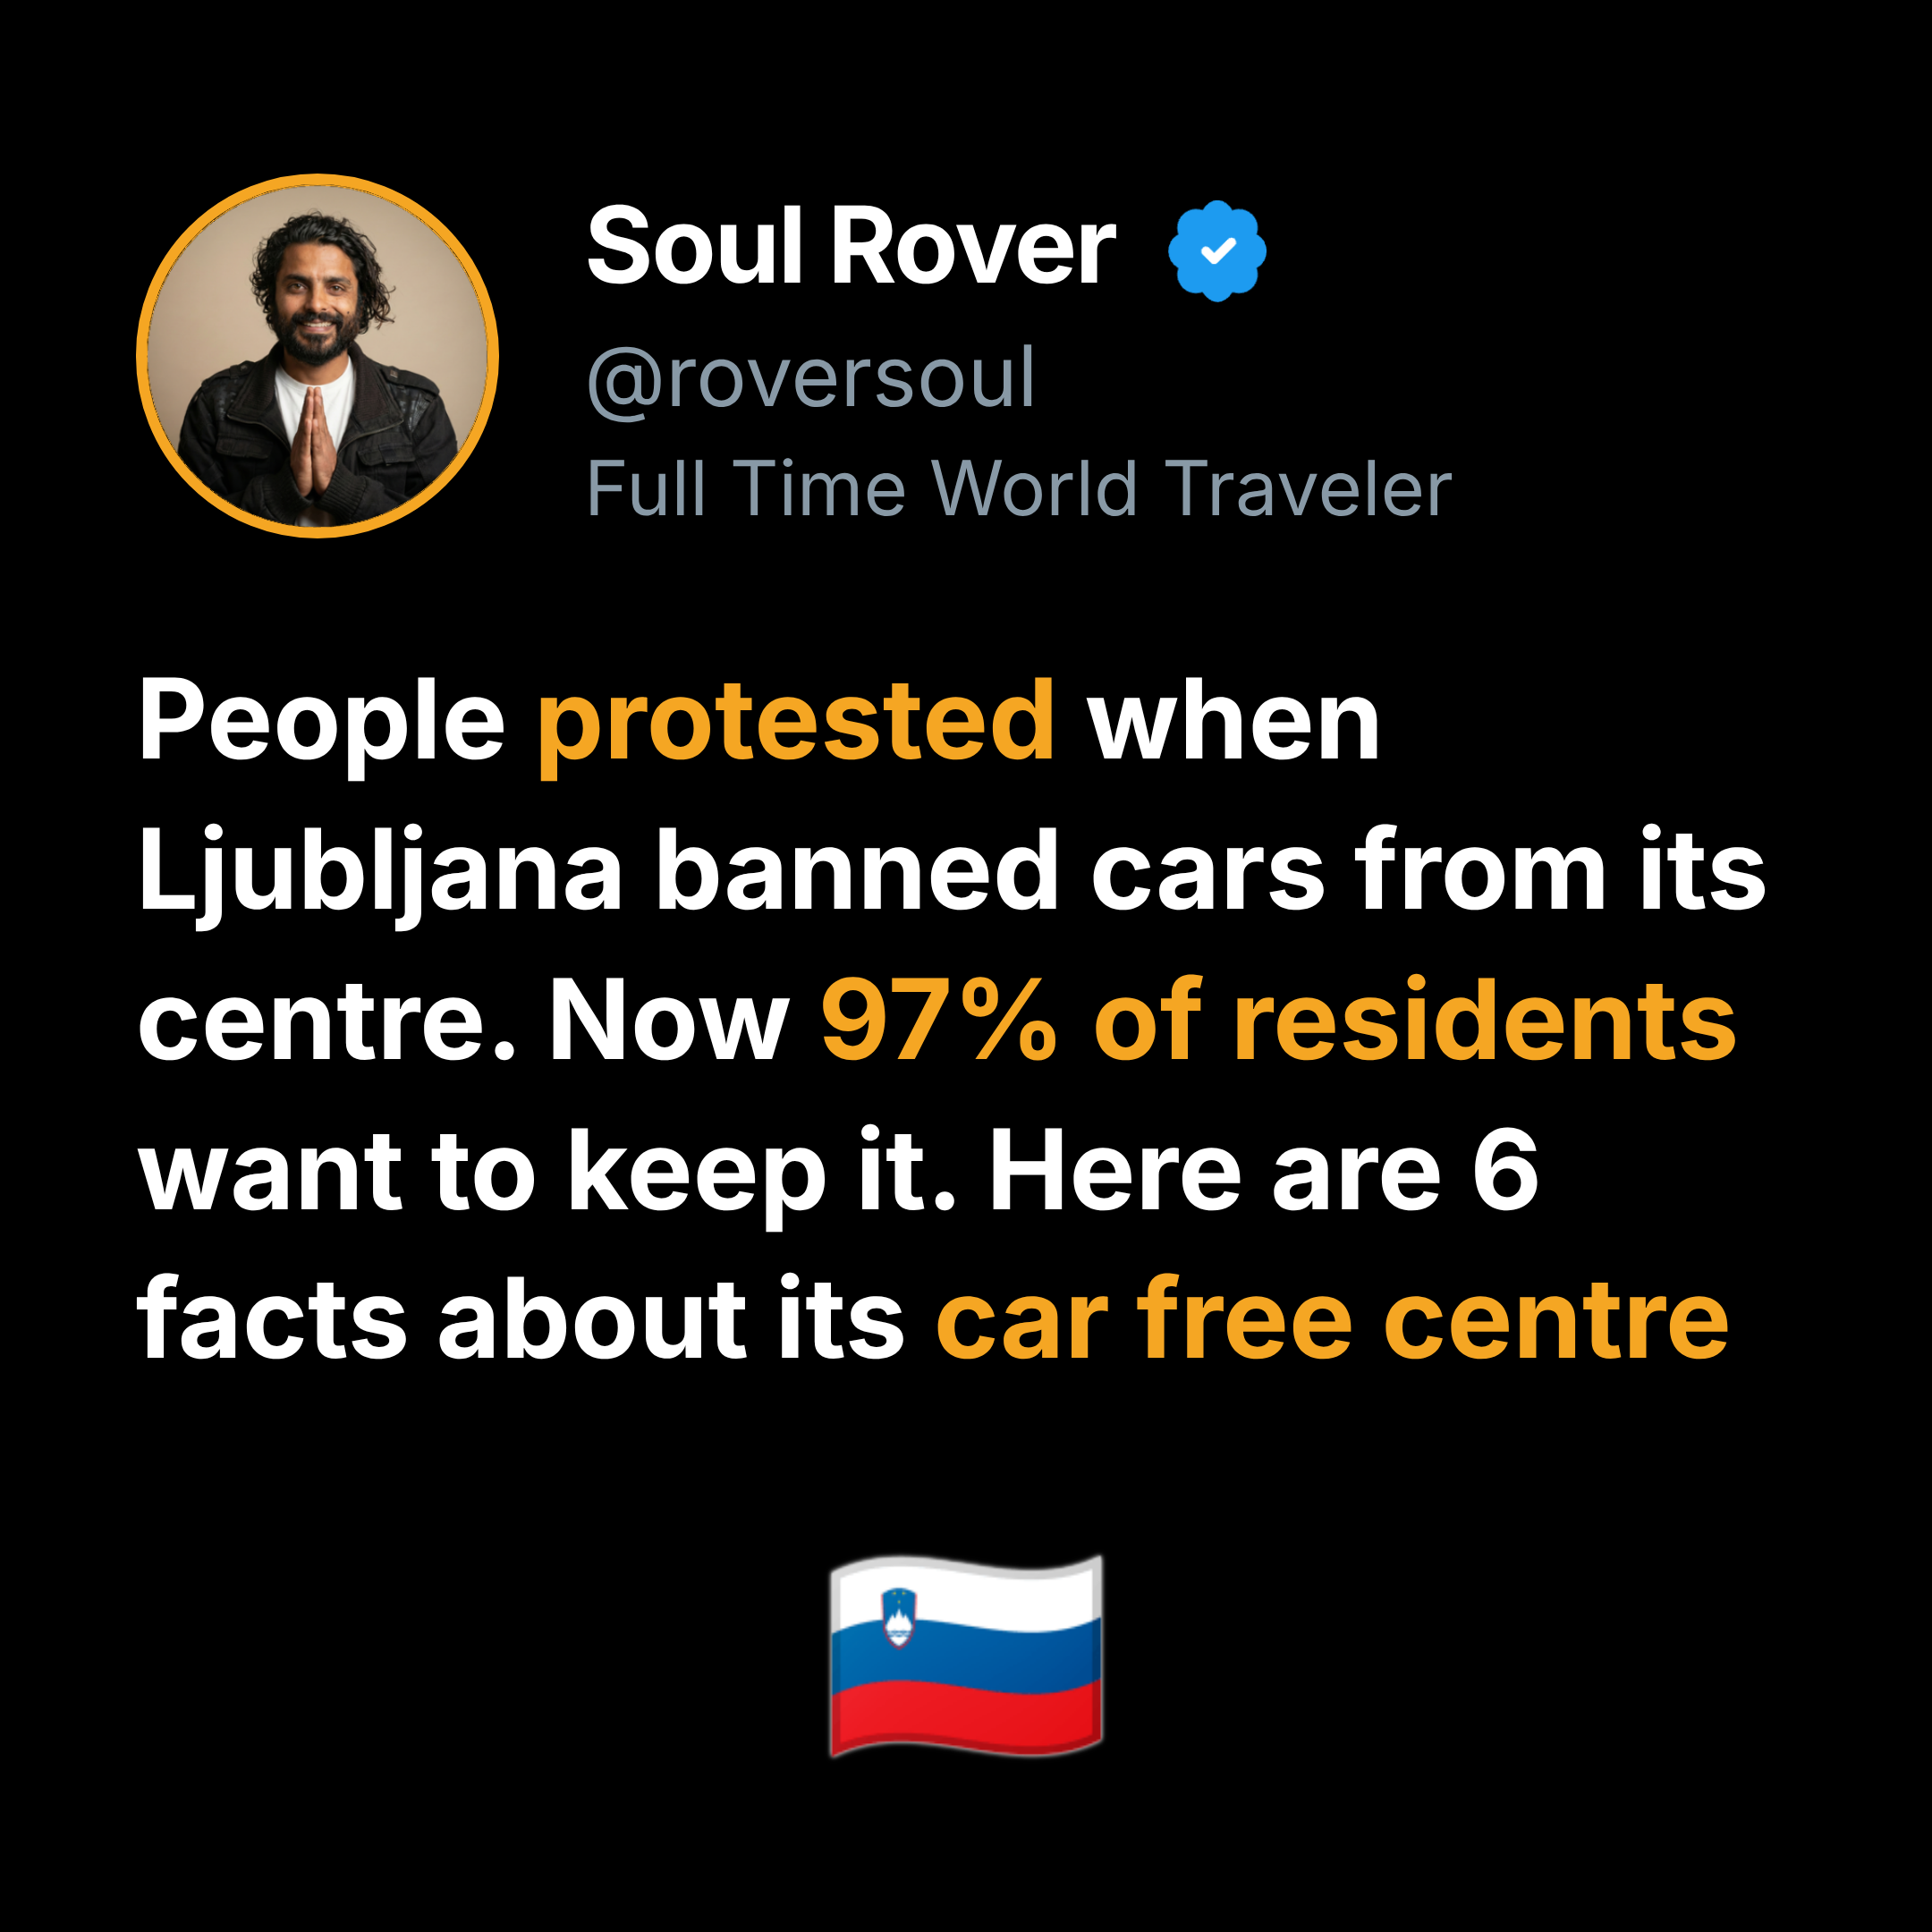 Soul Rover
@roversoul
Full Time World Traveler
People protested when
Ljubljana banned cars from its
centre. Now 97% of residents
want to keep it. Here are 6
facts about its car free centre